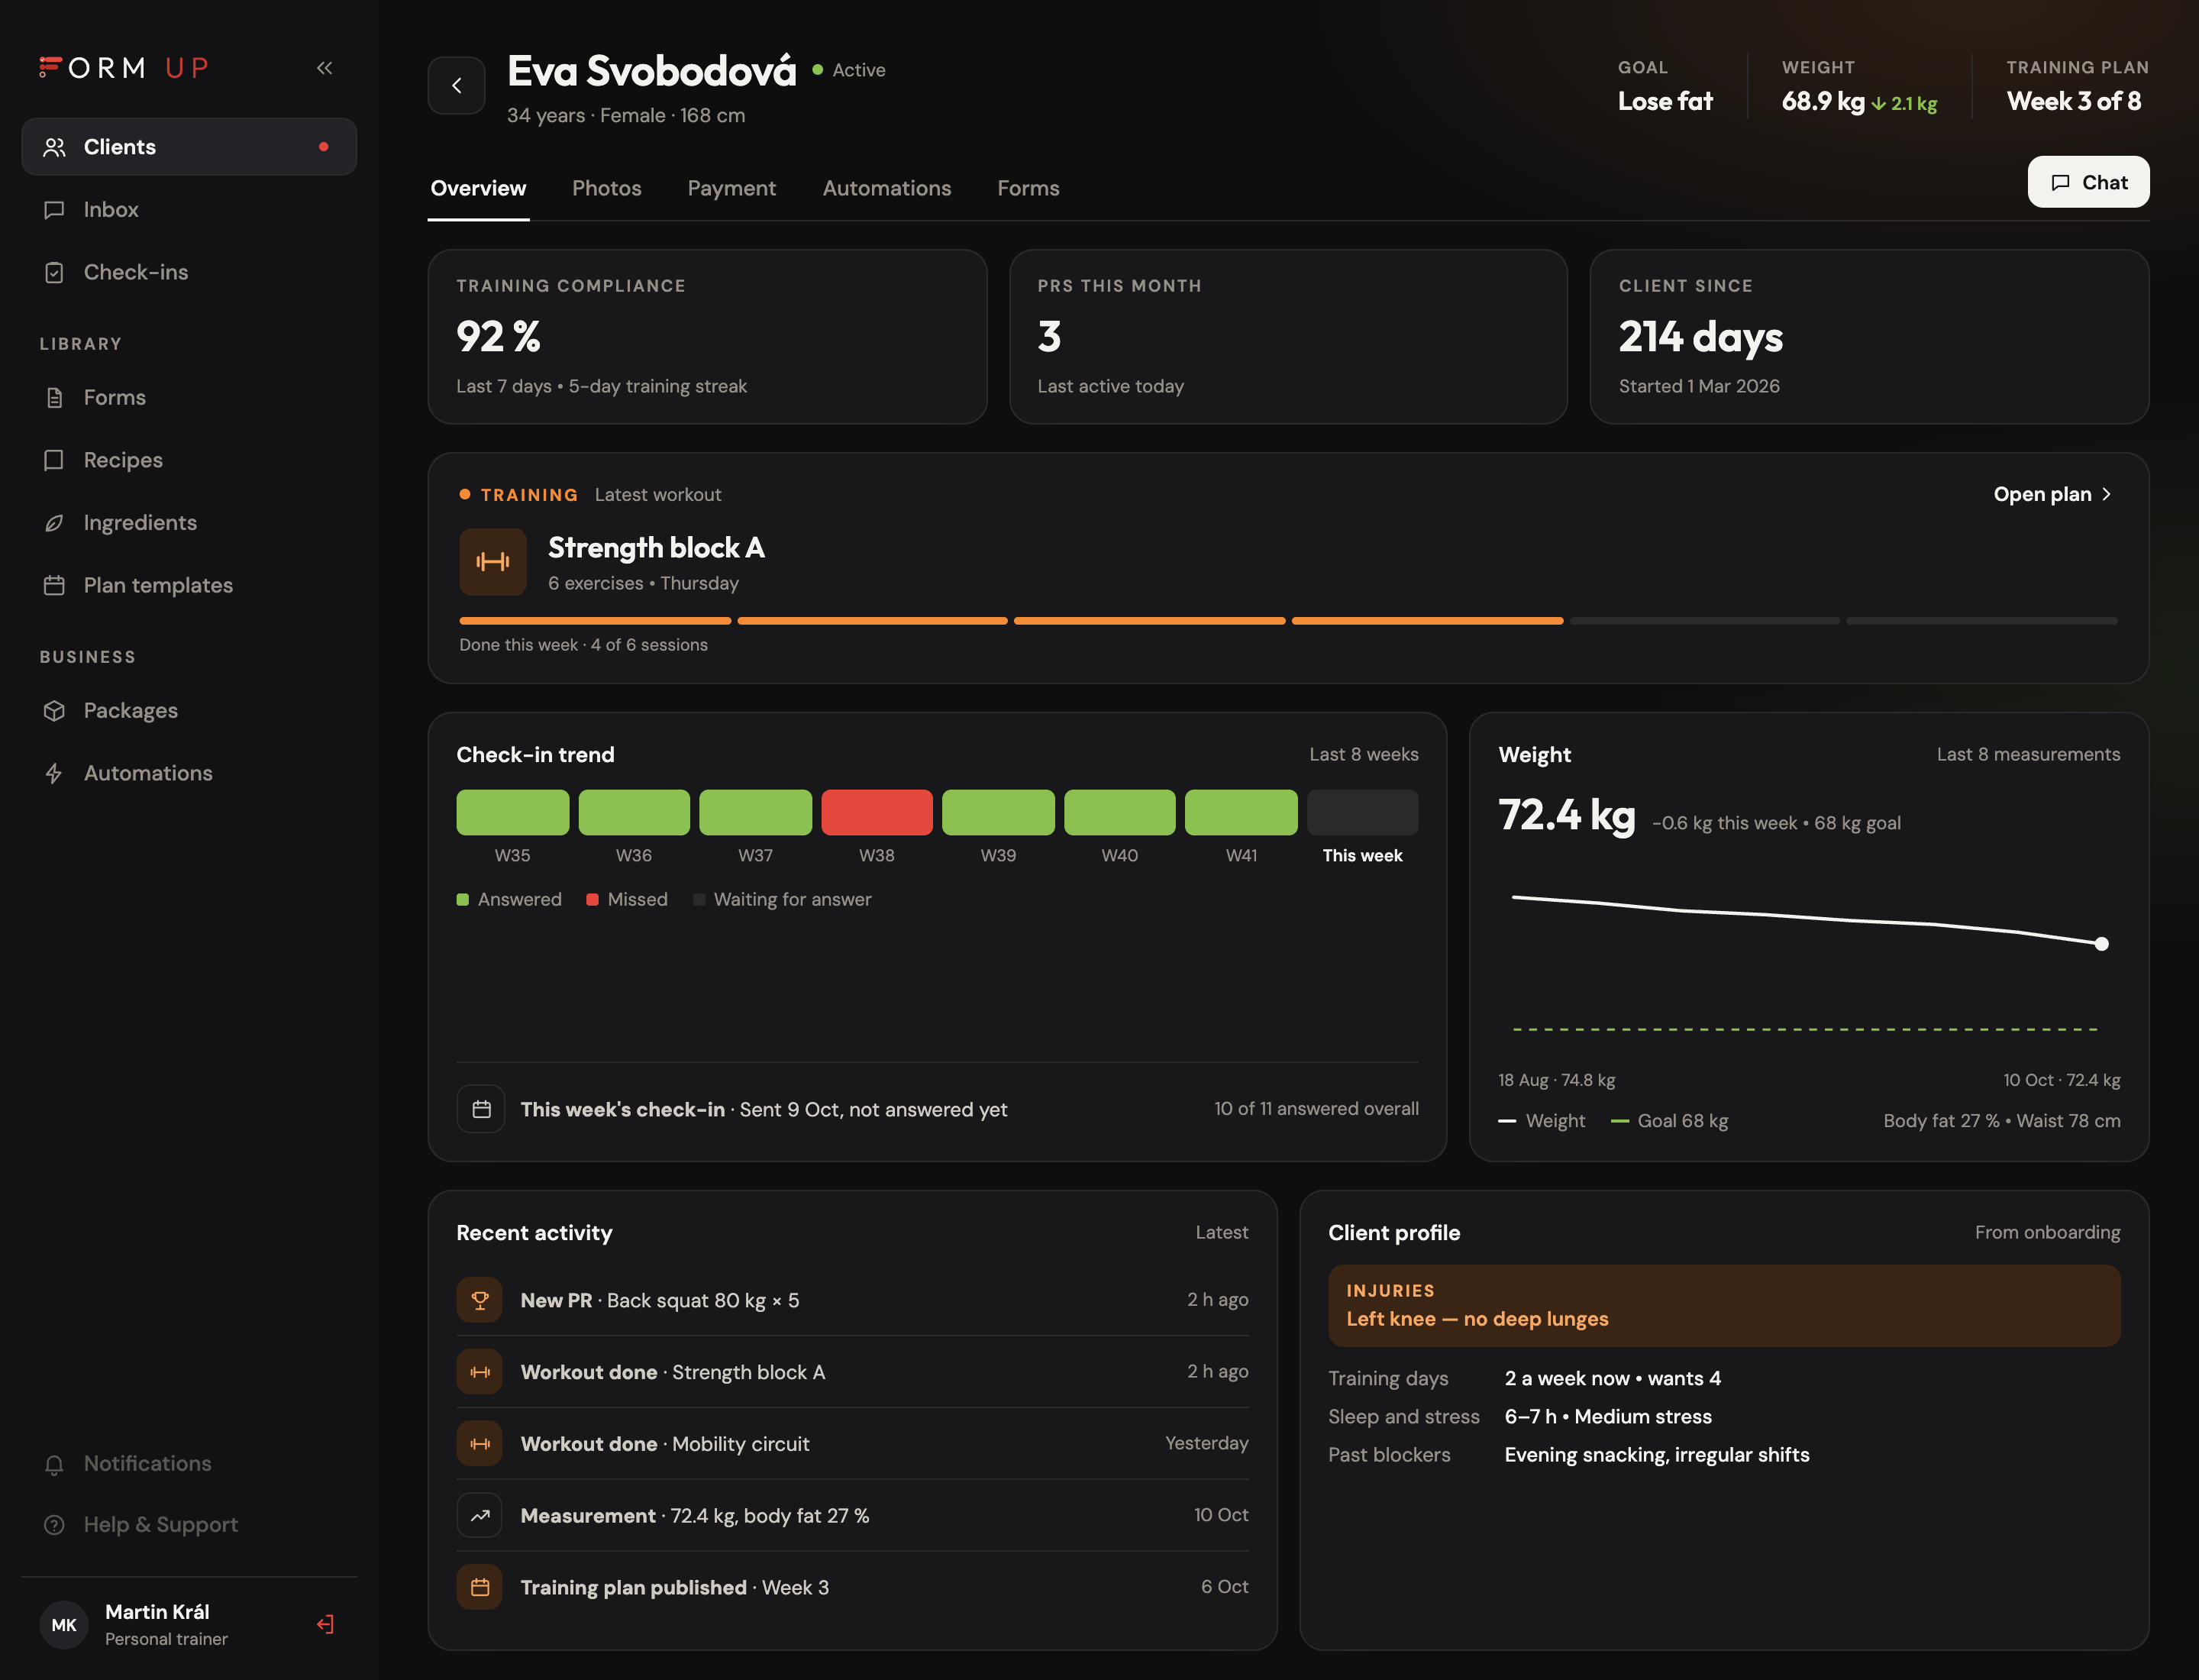 FORM UP
Clients
Inbox
Check-ins
LIBRARY
Forms
Recipes
Ingredients
Plan templates
BUSINESS
Packages
Automations
Notifications
Help & Support
MK
Martin Král
Personal trainer
Eva Svobodová
Active
34 years · Female · 168 cm
GOAL
Lose fat
WEIGHT
68.9 kg ↓ 2.1 kg
TRAINING PLAN
Week 3 of 8
Overview
Photos
Payment
Automations
Forms
Chat
TRAINING COMPLIANCE
92 %
Last 7 days • 5-day training streak
PRS THIS MONTH
3
Last active today
CLIENT SINCE
214 days
Started 1 Mar 2026
TRAINING Latest workout
Open plan
Strength block A
6 exercises • Thursday
Done this week · 4 of 6 sessions
Check-in trend
Last 8 weeks
W35 W36 W37 W38 W39 W40 W41 This week
Answered Missed Waiting for answer
This week's check-in · Sent 9 Oct, not answered yet
10 of 11 answered overall
Weight
Last 8 measurements
72.4 kg -0.6 kg this week • 68 kg goal
18 Aug · 74.8 kg
10 Oct · 72.4 kg
Weight Goal 68 kg
Body fat 27 % • Waist 78 cm
Recent activity
Latest
New PR · Back squat 80 kg × 5
2 h ago
Workout done · Strength block A
2 h ago
Workout done · Mobility circuit
Yesterday
Measurement · 72.4 kg, body fat 27 %
10 Oct
Training plan published · Week 3
6 Oct
Client profile
From onboarding
INJURIES
Left knee — no deep lunges
Training days 2 a week now • wants 4
Sleep and stress 6–7 h • Medium stress
Past blockers Evening snacking, irregular shifts